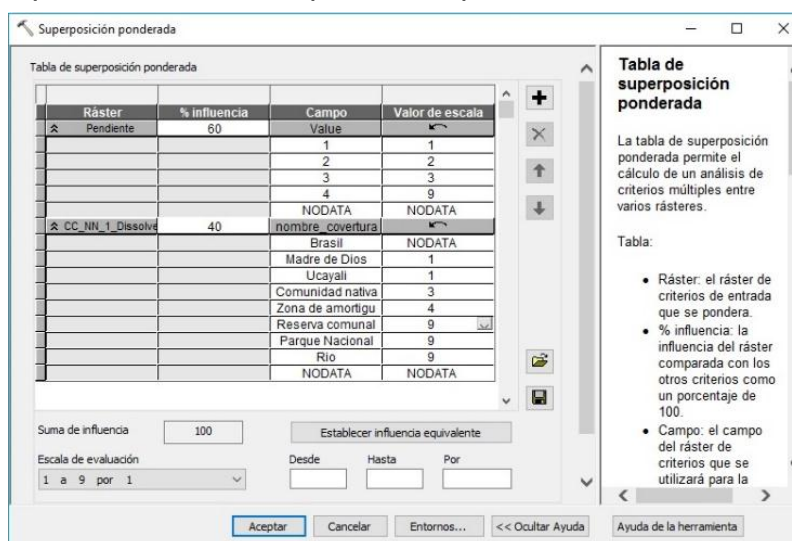 Superposición ponderada
Tabla de superposición ponderada
Ráster % influencia Campo Valor de escala
Pendiente 60 Value
1 1
2 2
3 3
4 9
NODATA NODATA
CC_NN_1_Dissolve 40 nombre_covertura
Brasil NODATA
Madre de Dios 1
Ucayali 1
Comunidad nativa 3
Zona de amortigu 4
Reserva comunal 9
Parque Nacional 9
Rio 9
NODATA NODATA
Suma de influencia 100 Establecer influencia equivalente
Escala de evaluación Desde Hasta Por
1 a 9 por 1
Tabla de
superposición
ponderada
La tabla de superposición
ponderada permite el
cálculo de un análisis de
criterios múltiples entre
varios rásteres.
Tabla:
• Ráster: el ráster de
criterios de entrada
que se pondera.
• % influencia: la
influencia del ráster
comparada con los
otros criterios como
un porcentaje de
100.
• Campo: el campo
del ráster de
criterios que se
utilizará para la
Aceptar Cancelar Entornos... << Ocultar Ayuda Ayuda de la herramienta